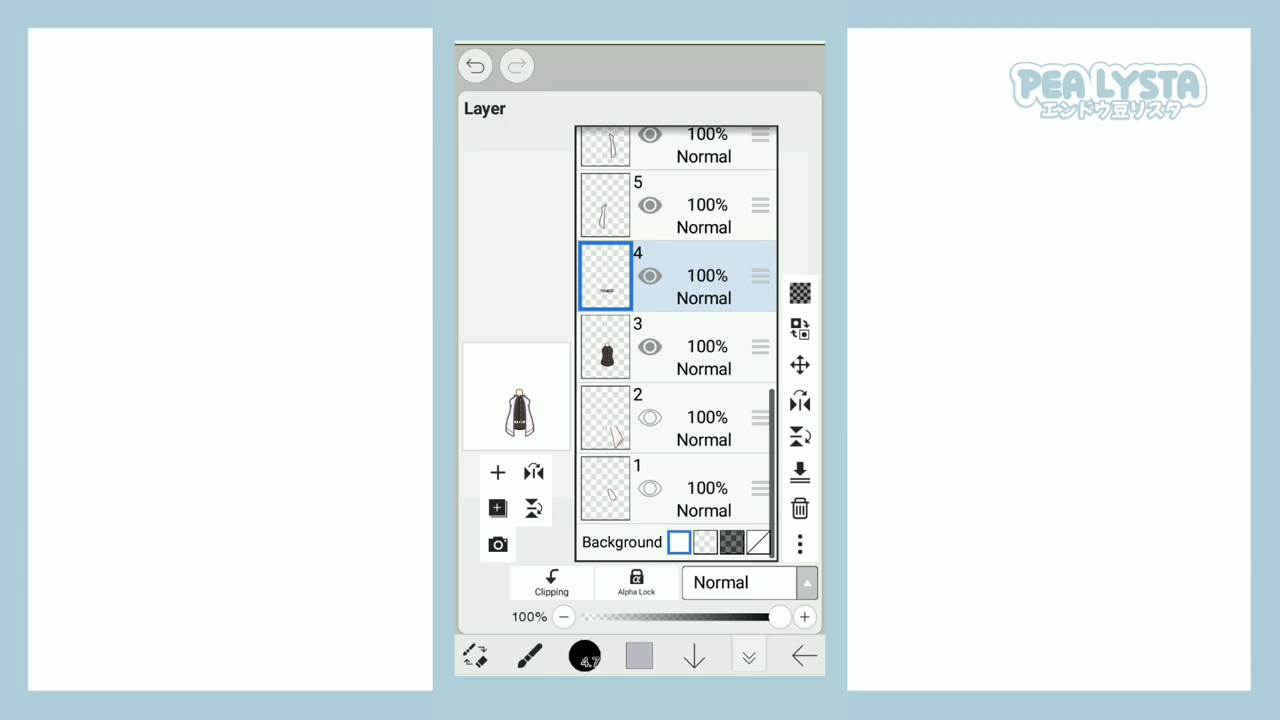 PEA LYSTA
エンドウ豆リスタ
Layer
100%
Normal
5
100%
Normal
4
100%
Normal
3
100%
Normal
2
100%
Normal
1
100%
Normal
Background
Clipping
Alpha Lock
Normal
100%
4.7